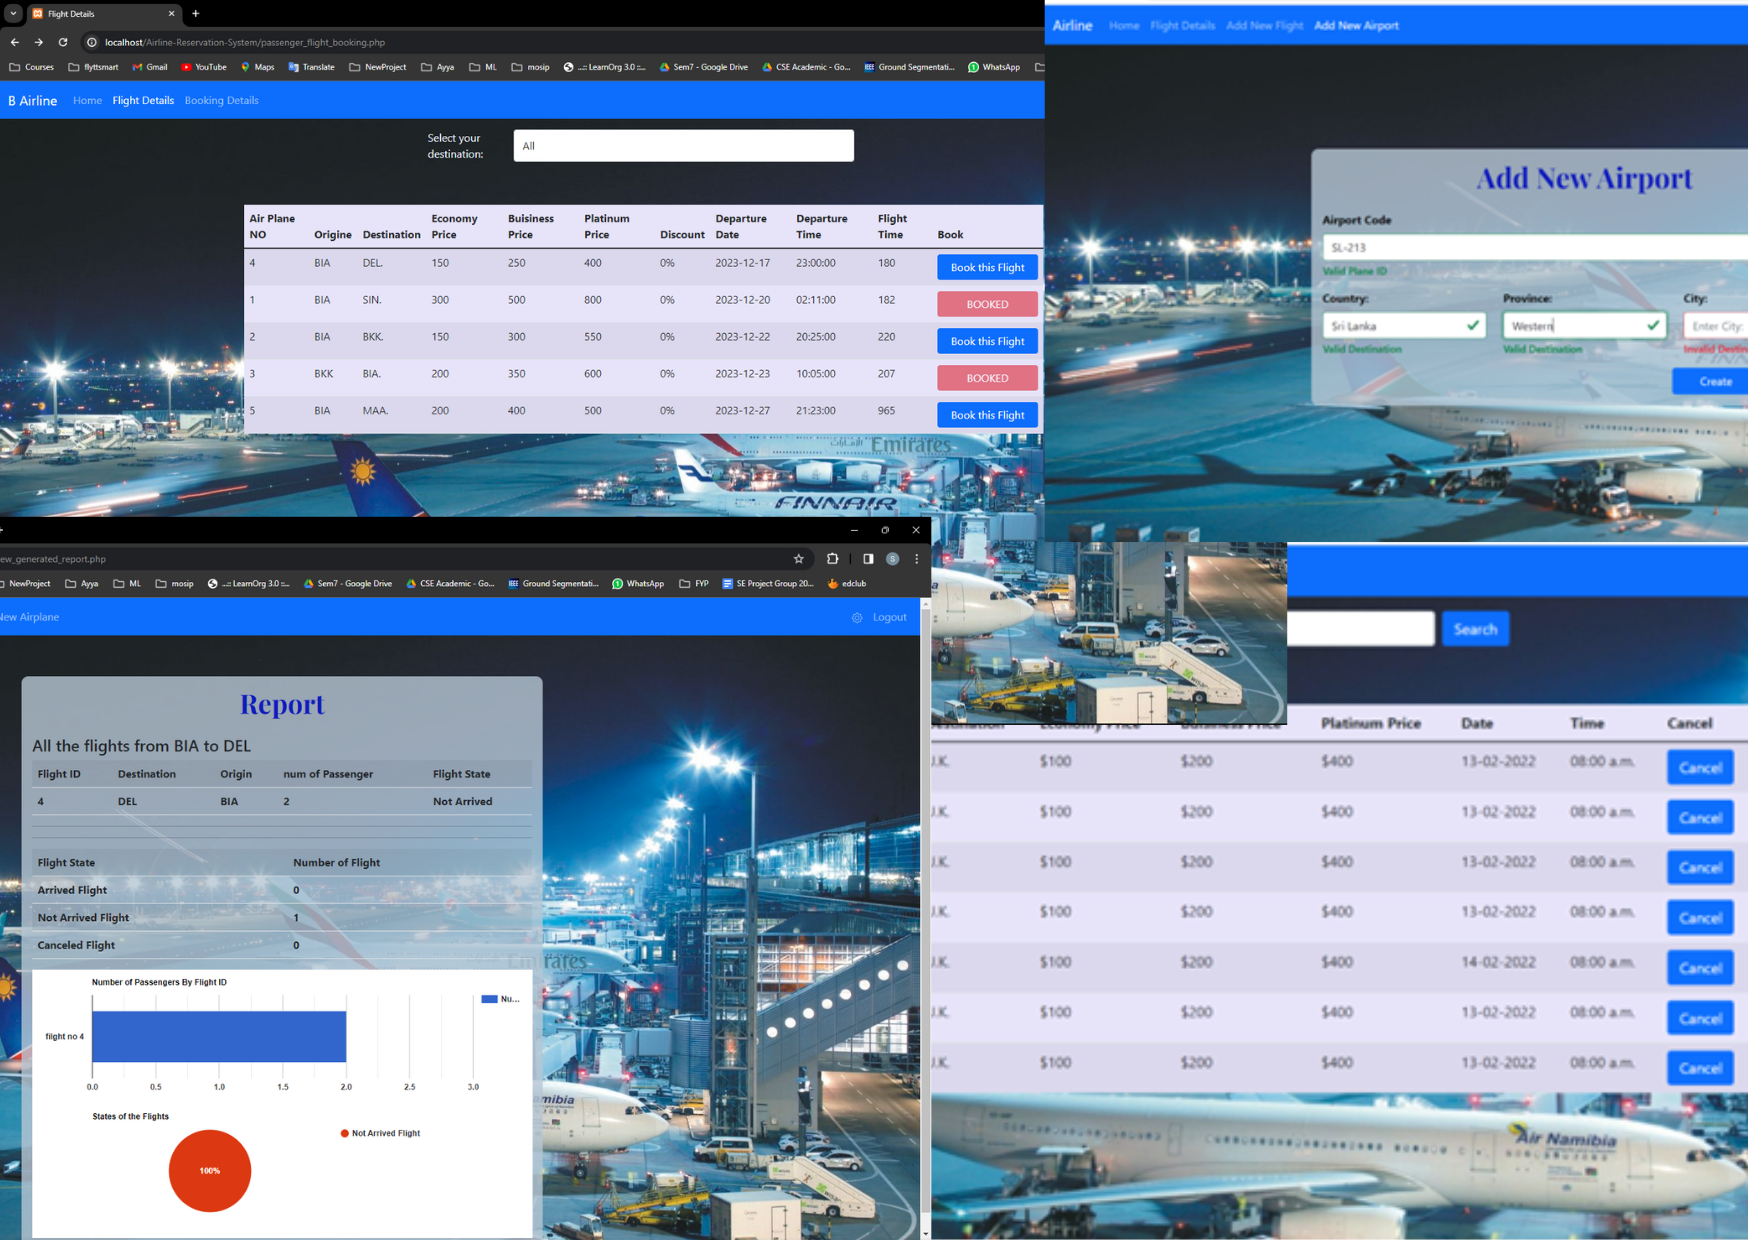 Flight Details
localhost/Airline-Reservation-System/passenger_flight_booking.php
Courses flyttsmart Gmail YouTube Maps Translate NewProject Ayya ML mosip ..:: LearnOrg 3.0 ::.. Sem7 - Google Drive CSE Academic - Go... Ground Segmentati... WhatsApp
B Airline Home Flight Details Booking Details
Select your
destination:
All
Air Plane NO Origine Destination Economy Price Buisiness Price Platinum Price Discount Departure Date Departure Time Flight Time Book
4 BIA DEL. 150 250 400 0% 2023-12-17 23:00:00 180 Book this Flight
1 BIA SIN. 300 500 800 0% 2023-12-20 02:11:00 182 BOOKED
2 BIA BKK. 150 300 550 0% 2023-12-22 20:25:00 220 Book this Flight
3 BKK BIA. 200 350 600 0% 2023-12-23 10:05:00 207 BOOKED
5 BIA MAA. 200 400 500 0% 2023-12-27 21:23:00 965 Book this Flight
Emirates
FINNAIR
Airline Home Flight Details Add New Flight Add New Airport
Add New Airport
Airport Code
SL-213
Valid Plane ID
Country: Province: City:
Sri Lanka Western Enter City:
Valid Destination Valid Destination Invalid Destin
Create
ew_generated_report.php
NewProject Ayya ML mosip ..:: LearnOrg 3.0 ::.. Sem7 - Google Drive CSE Academic - Go... Ground Segmentati... WhatsApp FYP SE Project Group 20... edclub
New Airplane Logout
Report
All the flights from BIA to DEL
Flight ID Destination Origin num of Passenger Flight State
4 DEL BIA 2 Not Arrived
Flight State Number of Flight
Arrived Flight 0
Not Arrived Flight 1
Canceled Flight 0
Emirates
Number of Passengers By Flight ID
Nu...
filght no 4
0.0 0.5 1.0 1.5 2.0 2.5 3.0
States of the Flights
Not Arrived Flight
100%
amibia
Search
Platinum Price Date Time Cancel
U.K. $100 $200 $400 13-02-2022 08:00 a.m. Cancel
U.K. $100 $200 $400 13-02-2022 08:00 a.m. Cancel
U.K. $100 $200 $400 13-02-2022 08:00 a.m. Cancel
U.K. $100 $200 $400 13-02-2022 08:00 a.m. Cancel
U.K. $100 $200 $400 14-02-2022 08:00 a.m. Cancel
U.K. $100 $200 $400 13-02-2022 08:00 a.m. Cancel
U.K. $100 $200 $400 13-02-2022 08:00 a.m. Cancel
Air Namibia